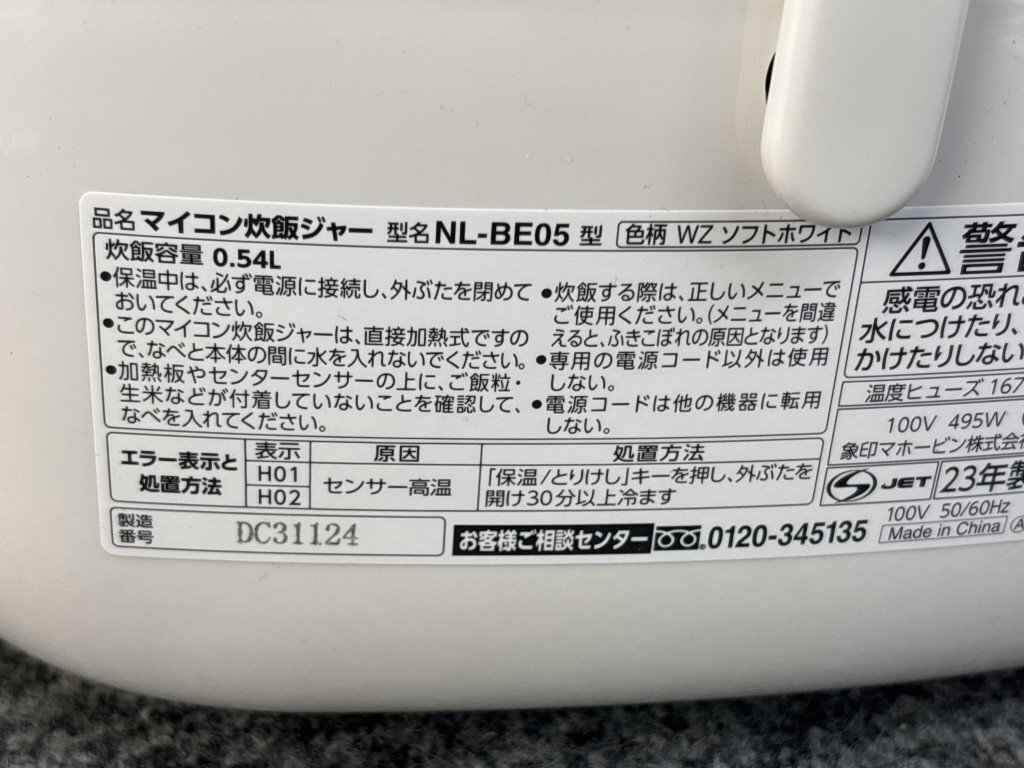 品名 マイコン炊飯ジャー 型名 NL-BE05 型 色柄 WZ ソフトホワイト
炊飯容量 0.54L
●保温中は、必ず電源に接続し、外ぶたを閉めて
おいてください。
●このマイコン炊飯ジャーは、直接加熱式ですの
で、なべと本体の間に水を入れないでください。
●加熱板やセンターセンサーの上に、ご飯粒・
生米などが付着していないことを確認して、
なべを入れてください。
●炊飯する際は、正しいメニューで
ご使用ください。(メニューを間違
えると、ふきこぼれの原因となります)
●専用の電源コード以外は使用
しない。
●電源コードは他の機器に転用
しない。
エラー表示と
処置方法
表示 原因 処置方法
H01
H02
センサー高温
「保温/とりけし」キーを押し、外ぶたを
開け30分以上冷ます
製造
番号
DC31124
お客様ご相談センター 0120-345135
感電の恐れ
水につけたり、
かけたりしない
温度ヒューズ 167
100V 495W
象印マホービン株式会
JET 23年製
100V 50/60Hz
Made in China